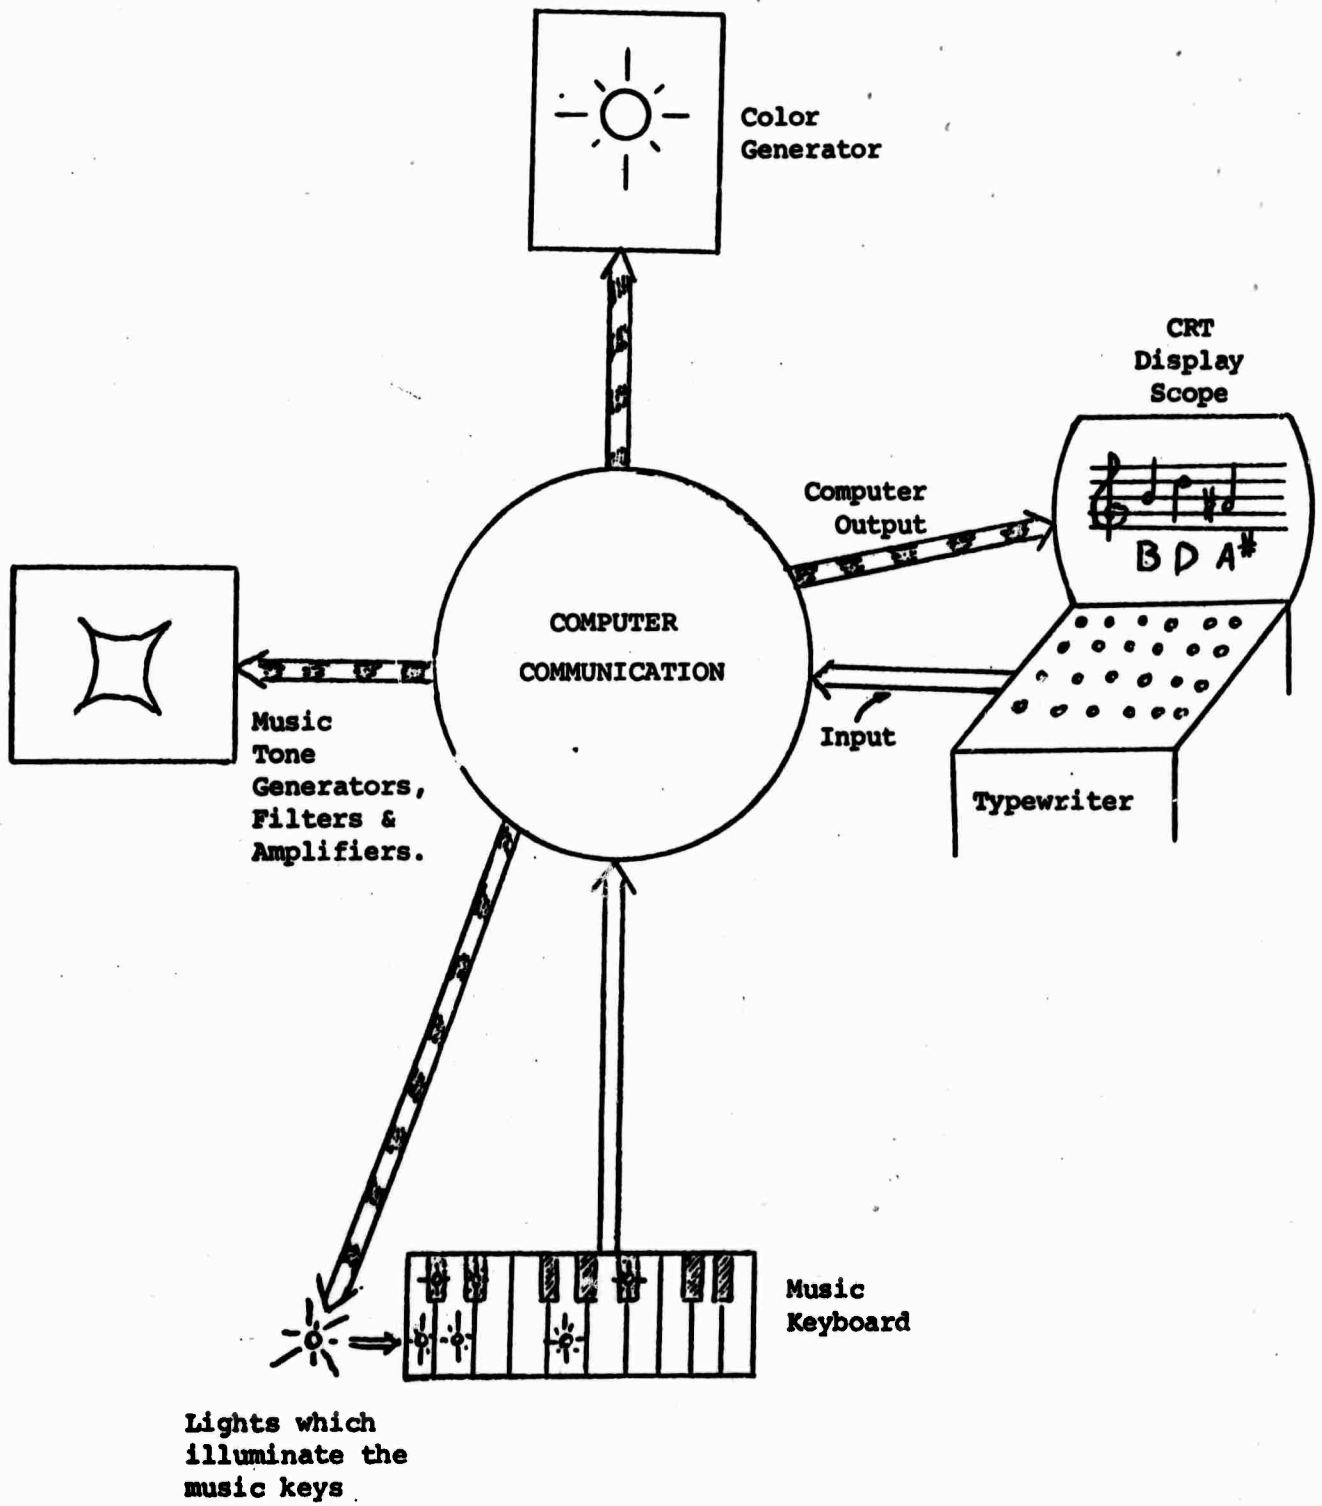 Color
Generator
CRT
Display
Scope
Computer
Output
B D A#
COMPUTER
COMMUNICATION
Input
Typewriter
Music
Tone
Generators,
Filters &
Amplifiers.
Music
Keyboard
Lights which
illuminate the
music keys